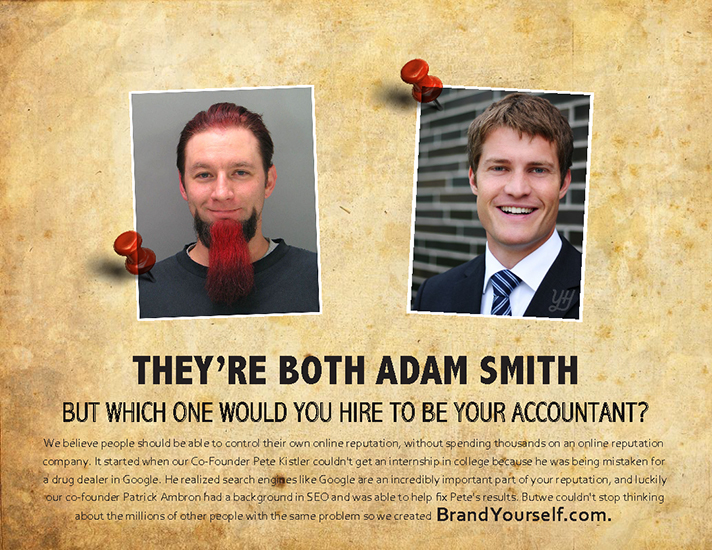 YH
THEY'RE BOTH ADAM SMITH
BUT WHICH ONE WOULD YOU HIRE TO BE YOUR ACCOUNTANT?
We believe people should be able to control their own online reputation, without spending thousands on an online reputation
company. It started when our Co-Founder Pete Kistler couldn't get an internship in college because he was being mistaken for
a drug dealer in Google. He realized search engines like Google are an incredibly important part of your reputation, and luckily
our co-founder Patrick Ambron had a background in SEO and was able to help fix Pete's results. Butwe couldn't stop thinking
about the millions of other people with the same problem so we created BrandYourself.com.